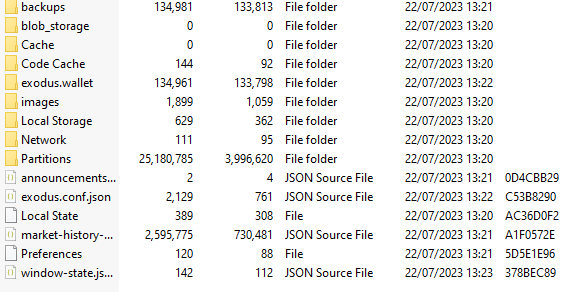 backups 134,981 133,813 File folder 22/07/2023 13:21
blob_storage 0 0 File folder 22/07/2023 13:20
Cache 0 0 File folder 22/07/2023 13:20
Code Cache 144 92 File folder 22/07/2023 13:20
exodus.wallet 134,961 133,798 File folder 22/07/2023 13:22
images 1,899 1,059 File folder 22/07/2023 13:20
Local Storage 629 362 File folder 22/07/2023 13:20
Network 111 95 File folder 22/07/2023 13:20
Partitions 25,180,785 3,996,620 File folder 22/07/2023 13:20
announcements... 2 4 JSON Source File 22/07/2023 13:21 0D4CBB29
exodus.conf.json 2,129 761 JSON Source File 22/07/2023 13:22 C53B8290
Local State 389 308 File 22/07/2023 13:20 AC36D0F2
market-history-... 2,595,775 730,481 JSON Source File 22/07/2023 13:21 A1F0572E
Preferences 120 88 File 22/07/2023 13:21 5D5E1E96
window-state.js... 142 112 JSON Source File 22/07/2023 13:23 378BEC89